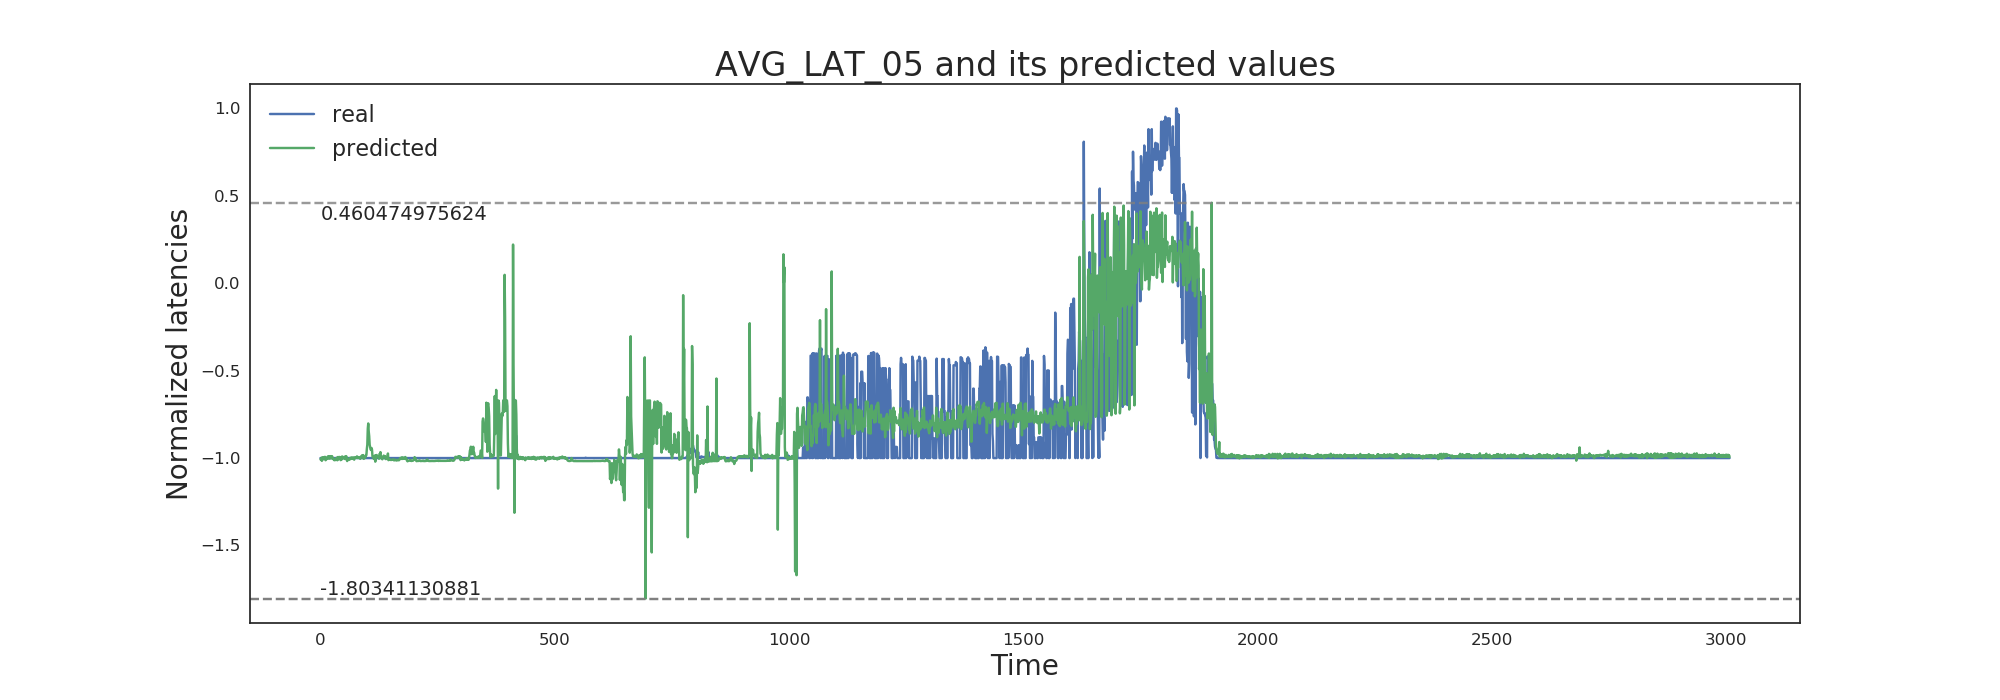 AVG_LAT_05 and its predicted values
Normalized latencies
1.0
0.5
0.0
−0.5
−1.0
−1.5
real
predicted
0.460474975624
-1.80341130881
0 500 1000 1500 2000 2500 3000
Time